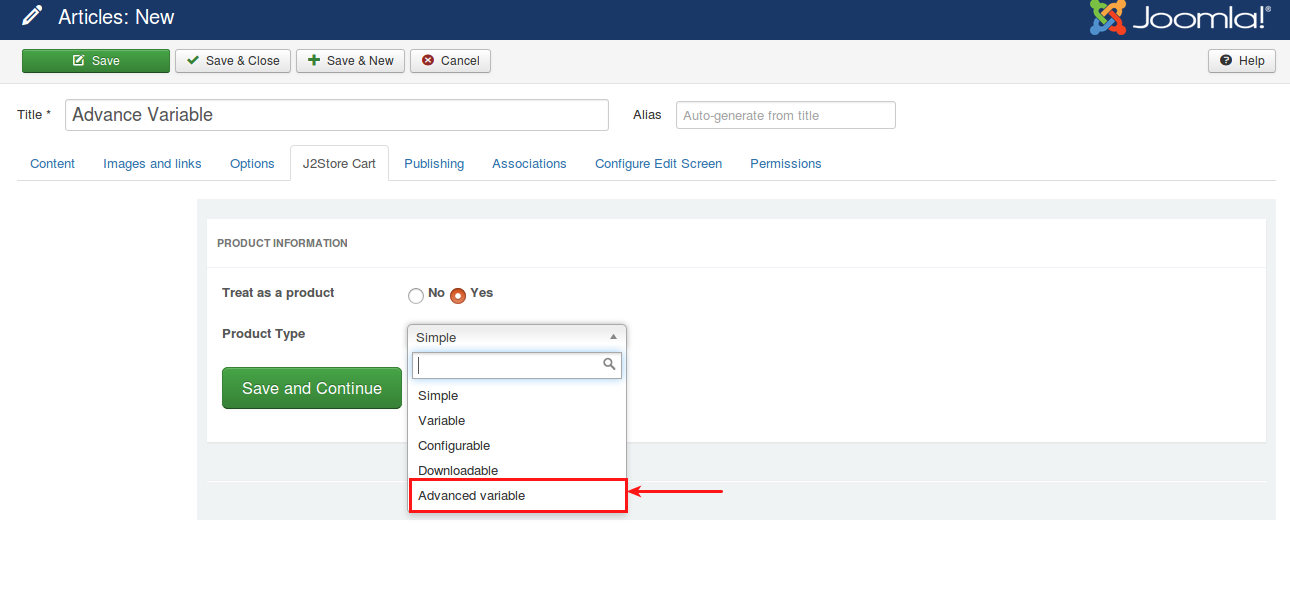 Articles: New
Joomla!®
Save
Save & Close
Save & New
Cancel
Help
Title *
Advance Variable
Alias
Auto-generate from title
Content
Images and links
Options
J2Store Cart
Publishing
Associations
Configure Edit Screen
Permissions
PRODUCT INFORMATION
Treat as a product
No
Yes
Product Type
Simple
Save and Continue
Simple
Variable
Configurable
Downloadable
Advanced variable